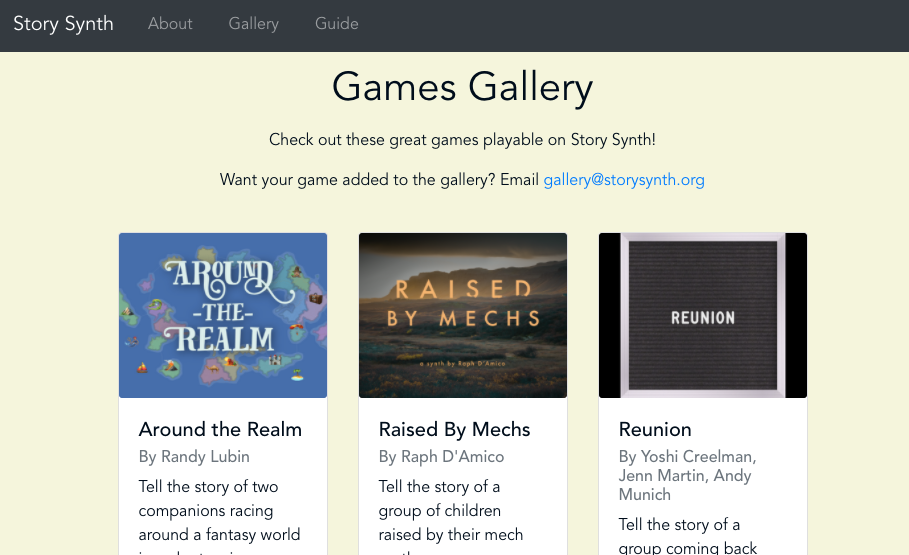 Story Synth About Gallery Guide
Games Gallery
Check out these great games playable on Story Synth!
Want your game added to the gallery? Email gallery@storysynth.org
AROUND
-THE-
REALM
RAISED
BY MECHS
a synth by Raph D'Amico
REUNION
Around the Realm
By Randy Lubin
Tell the story of two
companions racing
around a fantasy world
Raised By Mechs
By Raph D'Amico
Tell the story of a
group of children
raised by their mech
Reunion
By Yoshi Creelman,
Jenn Martin, Andy
Munich
Tell the story of a
group coming back